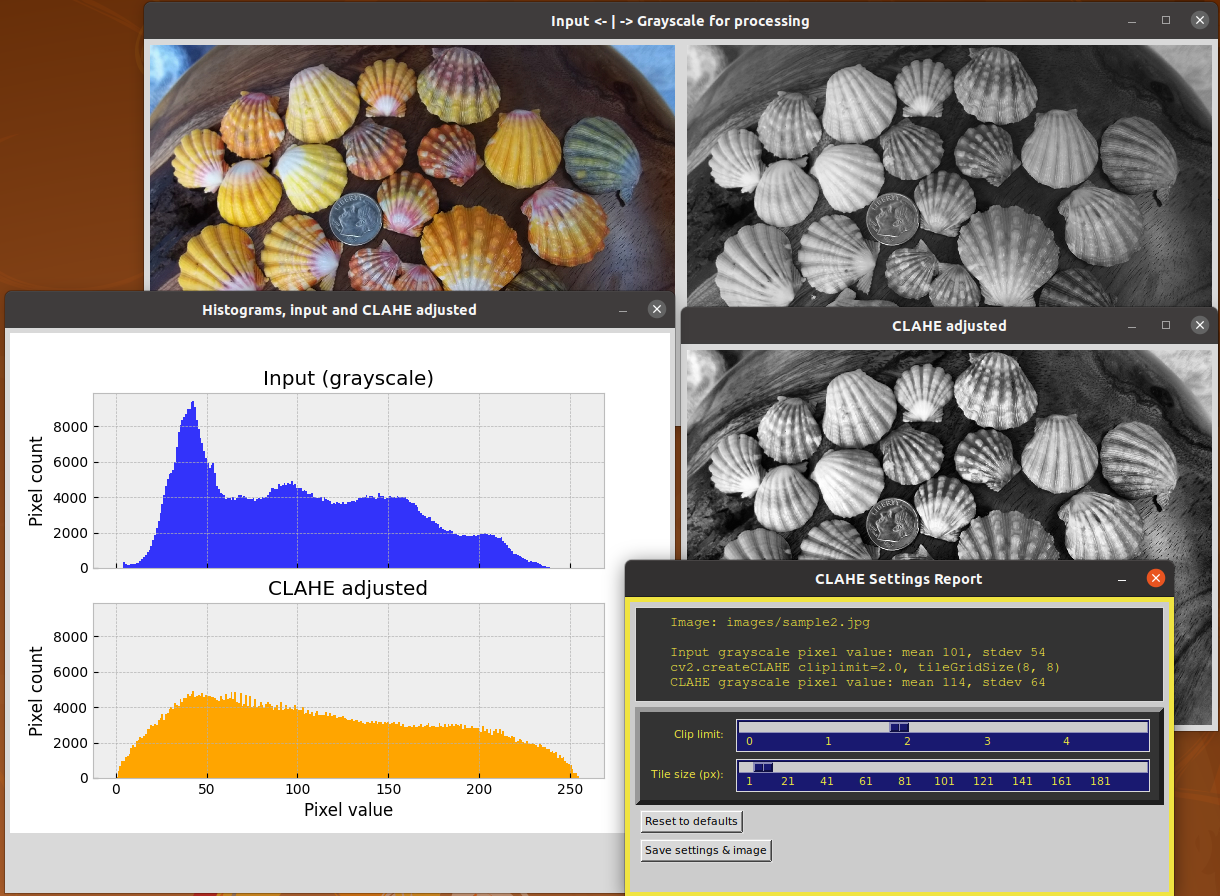 Input <- | -> Grayscale for processing
Histograms, input and CLAHE adjusted
Input (grayscale)
Pixel count
8000
6000
4000
2000
0
CLAHE adjusted
Pixel count
8000
6000
4000
2000
0
0 50 100 150 200 250
Pixel value
CLAHE adjusted
LIBERTY
CLAHE Settings Report
Image: images/sample2.jpg
Input grayscale pixel value: mean 101, stdev 54
cv2.createCLAHE cliplimit=2.0, tileGridSize(8, 8)
CLAHE grayscale pixel value: mean 114, stdev 64
Clip limit:
0 1 2 3 4
Tile size (px):
1 21 41 61 81 101 121 141 161 181
Reset to defaults
Save settings & image